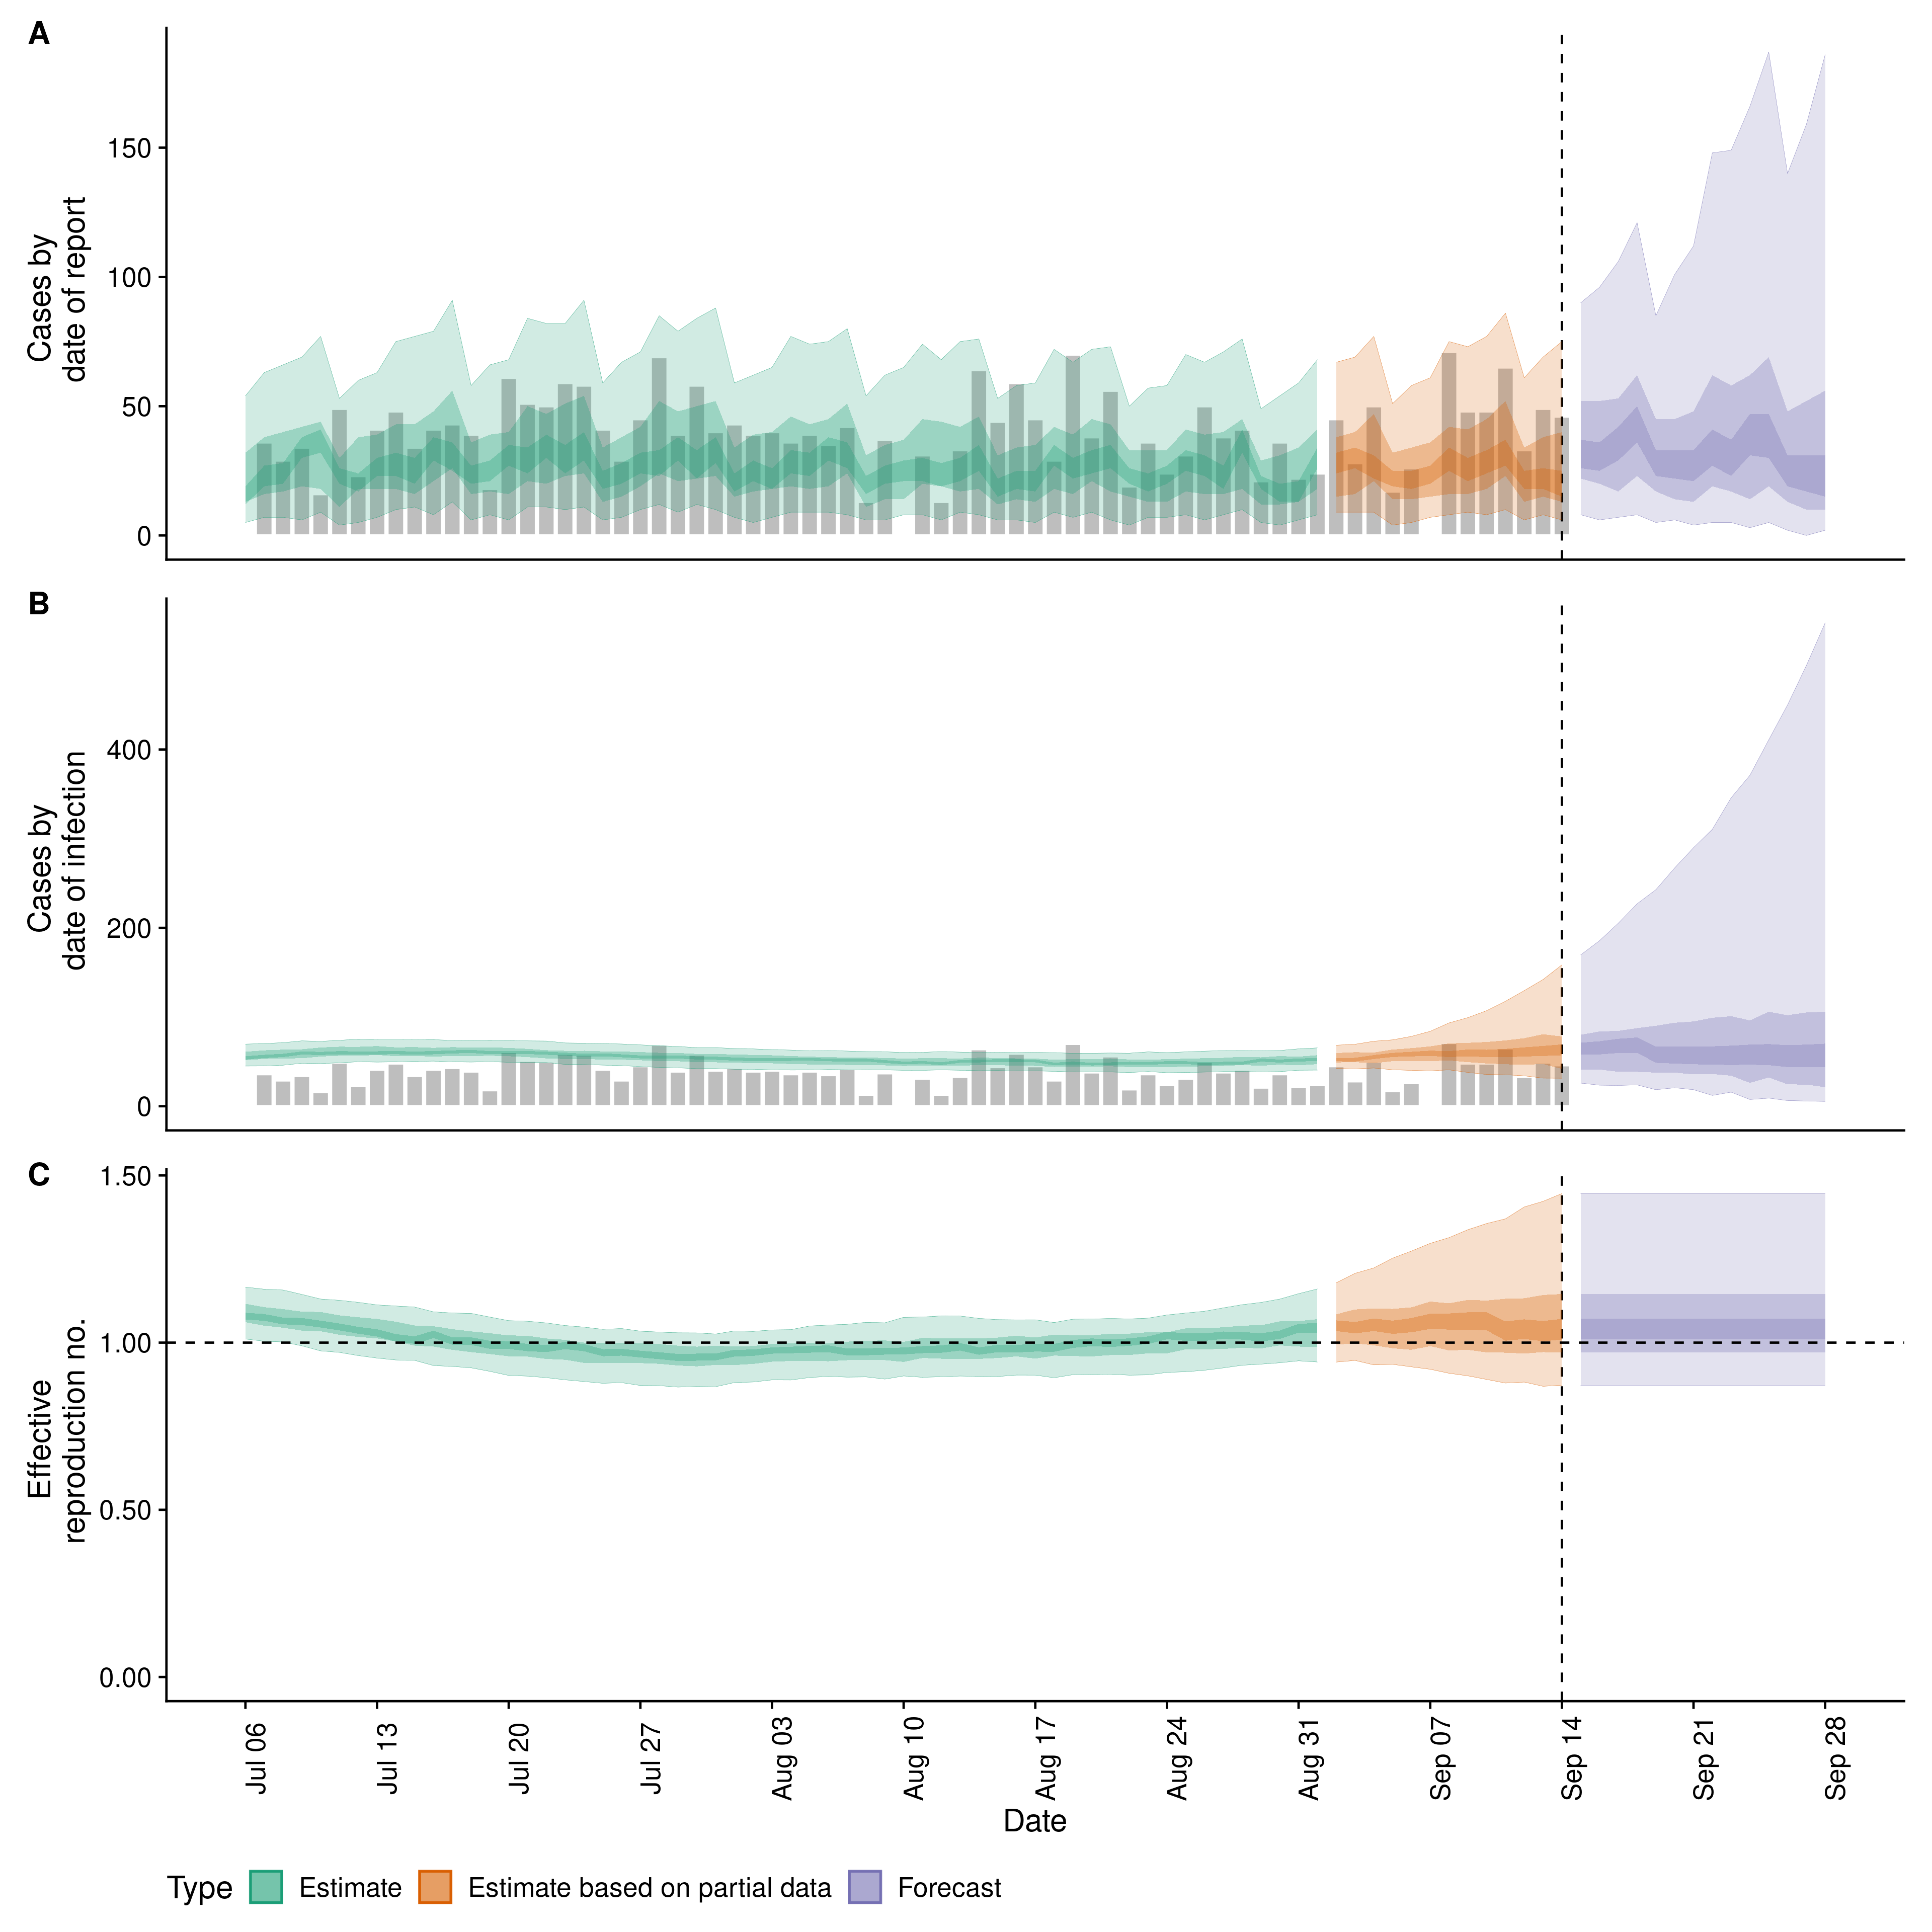 A
Cases by
date of report
150
100
50
0
B
Cases by
date of infection
400
200
0
C
Effective
reproduction no.
1.50
1.00
0.50
0.00
Jul 06
Jul 13
Jul 20
Jul 27
Aug 03
Aug 10
Aug 17
Aug 24
Aug 31
Sep 07
Sep 14
Sep 21
Sep 28
Date
Type
Estimate
Estimate based on partial data
Forecast